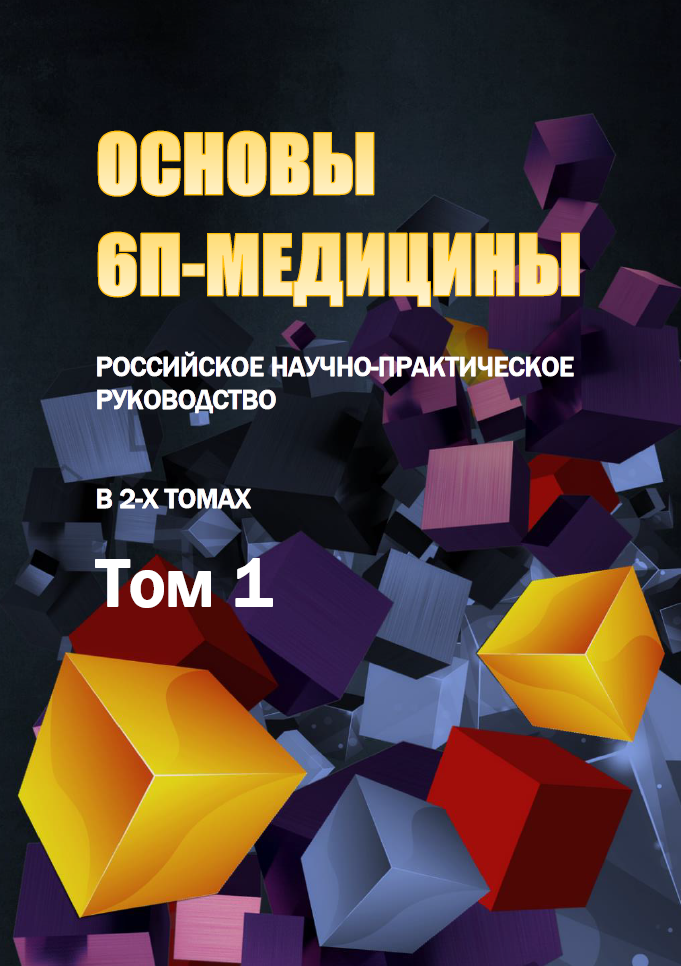 ОСНОВЫ
6П-МЕДИЦИНЫ
РОССИЙСКОЕ НАУЧНО-ПРАКТИЧЕСКОЕ
РУКОВОДСТВО
В 2-Х ТОМАХ
Том 1